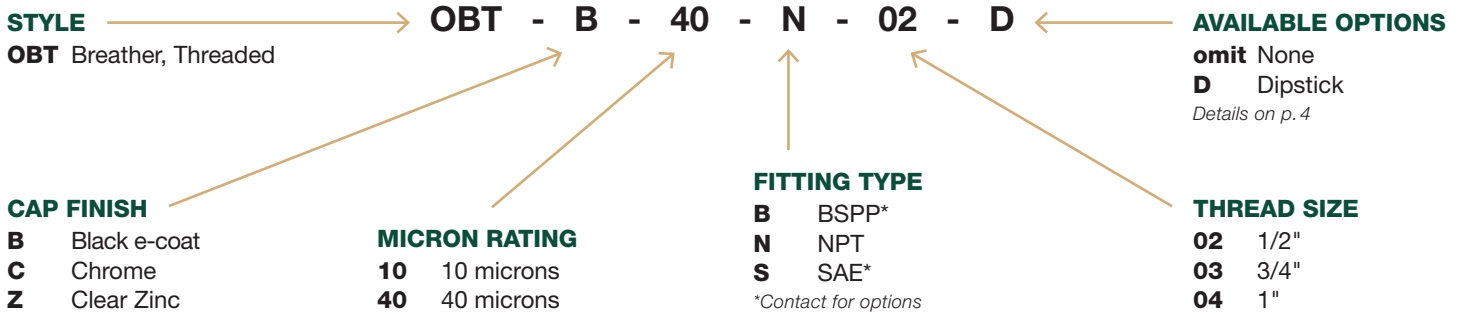 OBT - B - 40 - N - 02 - D
STYLE
OBT Breather, Threaded
AVAILABLE OPTIONS
omit None
D Dipstick
Details on p. 4
CAP FINISH
B Black e-coat
C Chrome
Z Clear Zinc
MICRON RATING
10 10 microns
40 40 microns
FITTING TYPE
B BSPP*
N NPT
S SAE*
*Contact for options
THREAD SIZE
02 1/2"
03 3/4"
04 1"